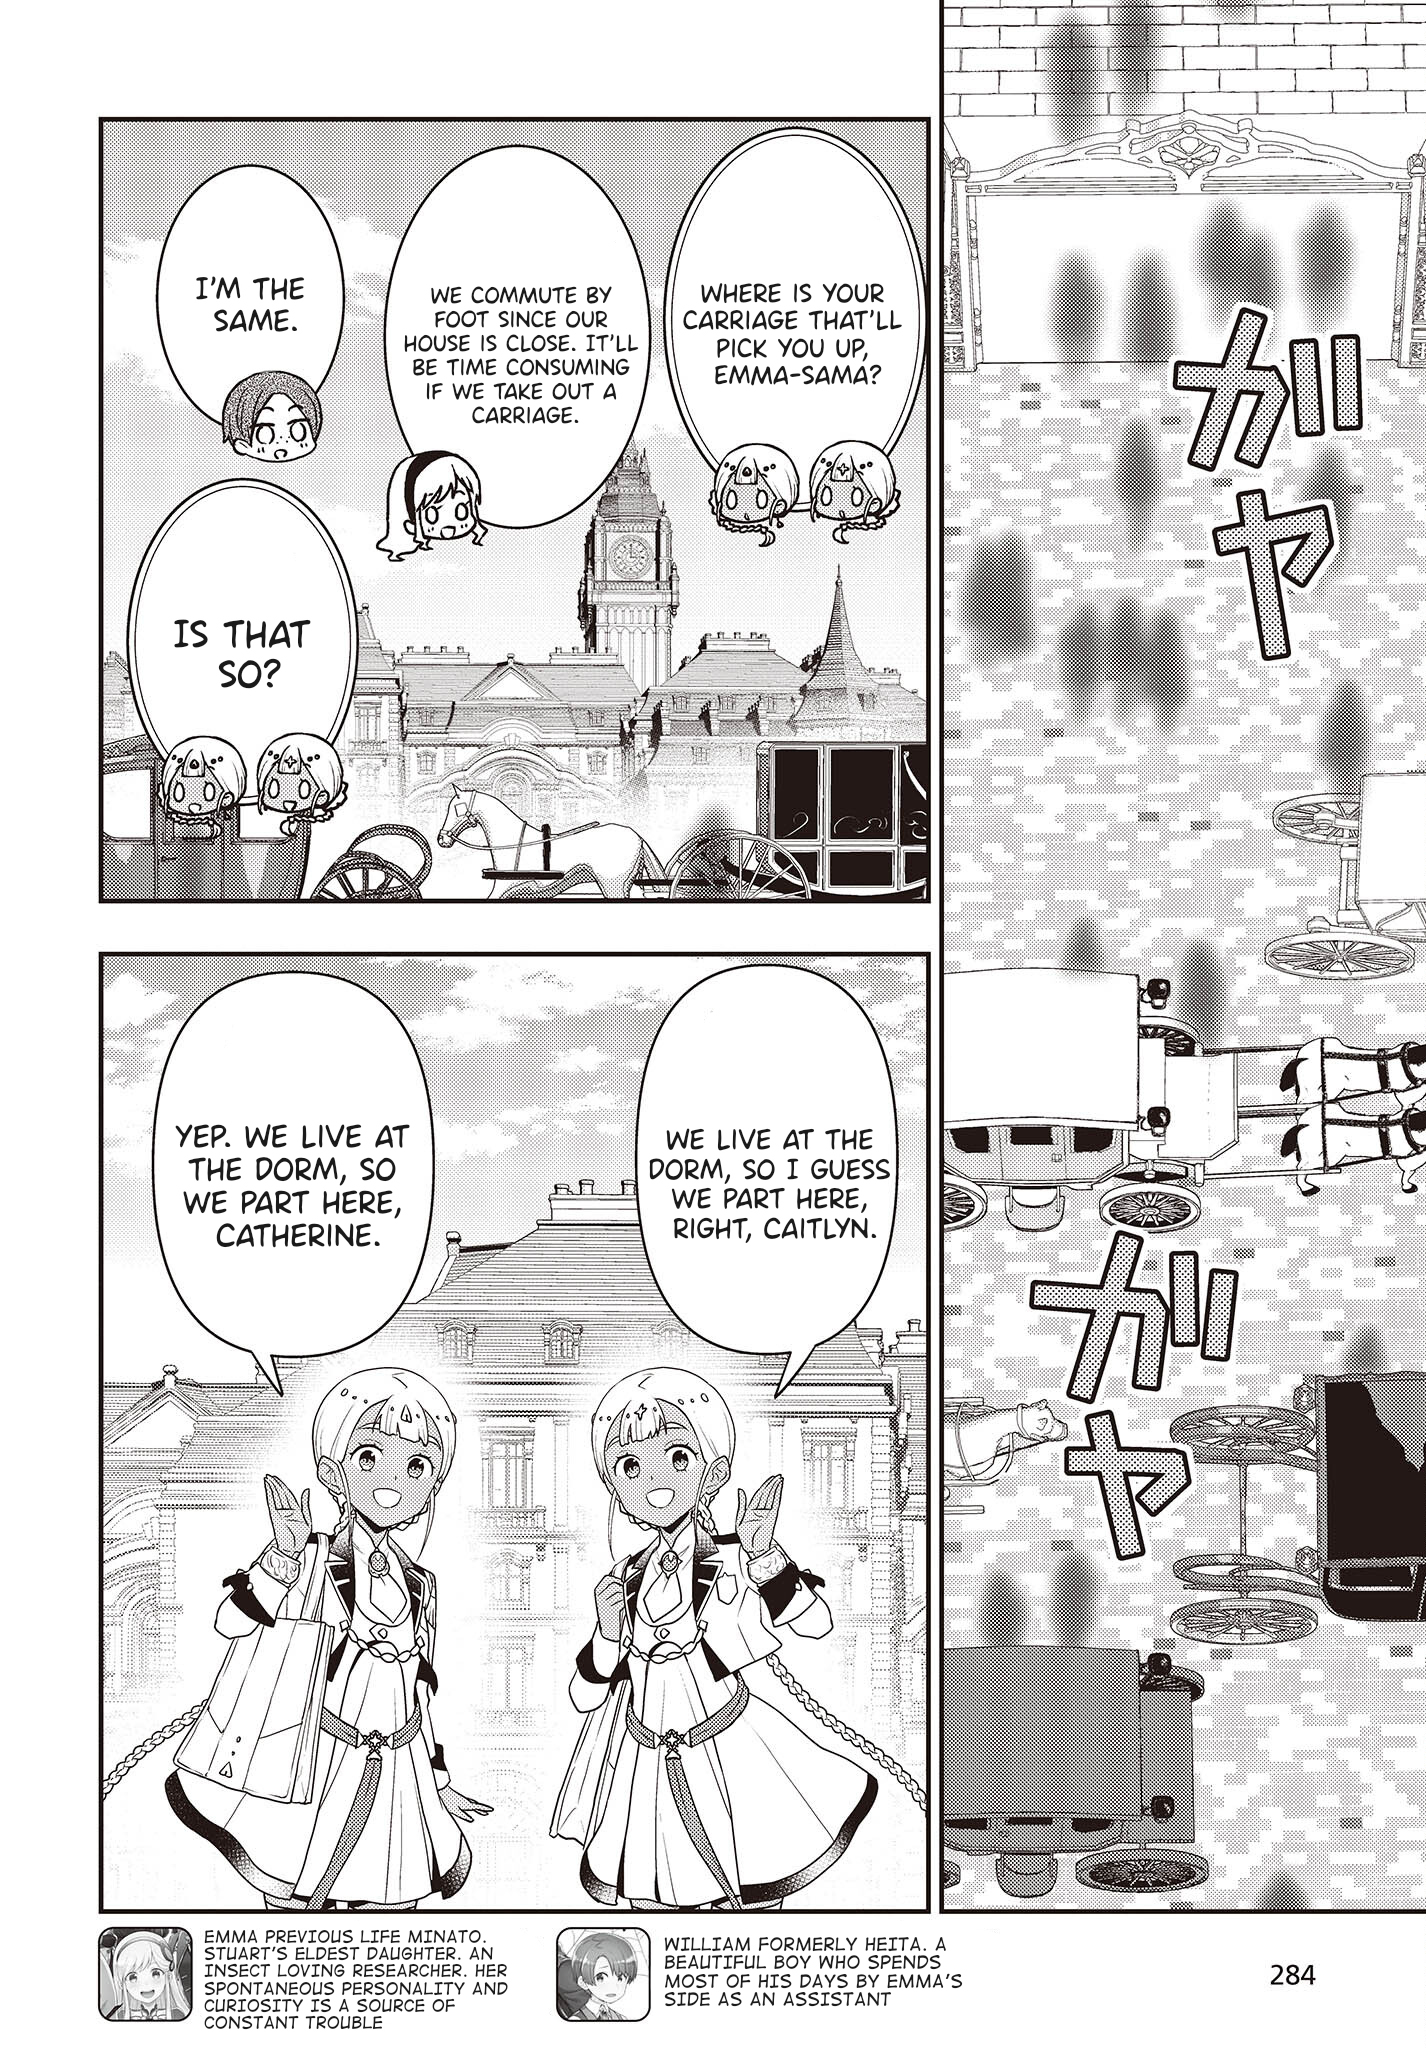 ガヤ
ガヤ
WHERE IS YOUR
CARRIAGE THAT'LL
PICK YOU UP,
EMMA-SAMA?
WE COMMUTE BY
FOOT SINCE OUR
HOUSE IS CLOSE. IT'LL
BE TIME CONSUMING
IF WE TAKE OUT A
CARRIAGE.
I'M THE
SAME.
IS THAT
SO?
WE LIVE AT THE
DORM, SO I GUESS
WE PART HERE,
RIGHT, CAITLYN.
YEP. WE LIVE AT
THE DORM, SO
WE PART HERE,
CATHERINE.
EMMA PREVIOUS LIFE MINATO.
STUART'S ELDEST DAUGHTER. AN
INSECT LOVING RESEARCHER. HER
SPONTANEOUS PERSONALITY AND
CURIOSITY IS A SOURCE OF
CONSTANT TROUBLE
WILLIAM FORMERLY HEITA. A
BEAUTIFUL BOY WHO SPENDS
MOST OF HIS DAYS BY EMMA'S
SIDE AS AN ASSISTANT
284